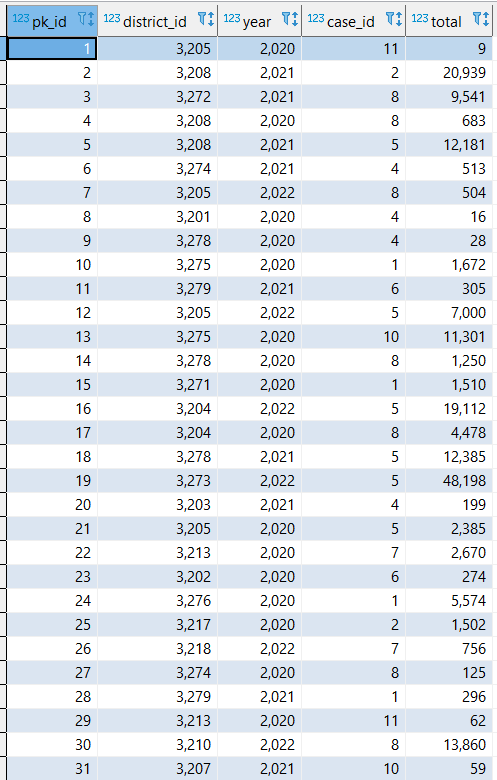 123 pk_id 123 district_id 123 year 123 case_id 123 total
1 3,205 2,020 11 9
2 3,208 2,021 2 20,939
3 3,272 2,021 8 9,541
4 3,208 2,020 8 683
5 3,208 2,021 5 12,181
6 3,274 2,021 4 513
7 3,205 2,022 8 504
8 3,201 2,020 4 16
9 3,278 2,020 4 28
10 3,275 2,020 1 1,672
11 3,279 2,021 6 305
12 3,205 2,022 5 7,000
13 3,275 2,020 10 11,301
14 3,278 2,020 8 1,250
15 3,271 2,020 1 1,510
16 3,204 2,022 5 19,112
17 3,204 2,020 8 4,478
18 3,278 2,021 5 12,385
19 3,273 2,022 5 48,198
20 3,203 2,021 4 199
21 3,205 2,020 5 2,385
22 3,213 2,020 7 2,670
23 3,202 2,020 6 274
24 3,276 2,020 1 5,574
25 3,217 2,020 2 1,502
26 3,218 2,022 7 756
27 3,274 2,020 8 125
28 3,279 2,021 1 296
29 3,213 2,020 11 62
30 3,210 2,022 8 13,860
31 3,207 2,021 10 59